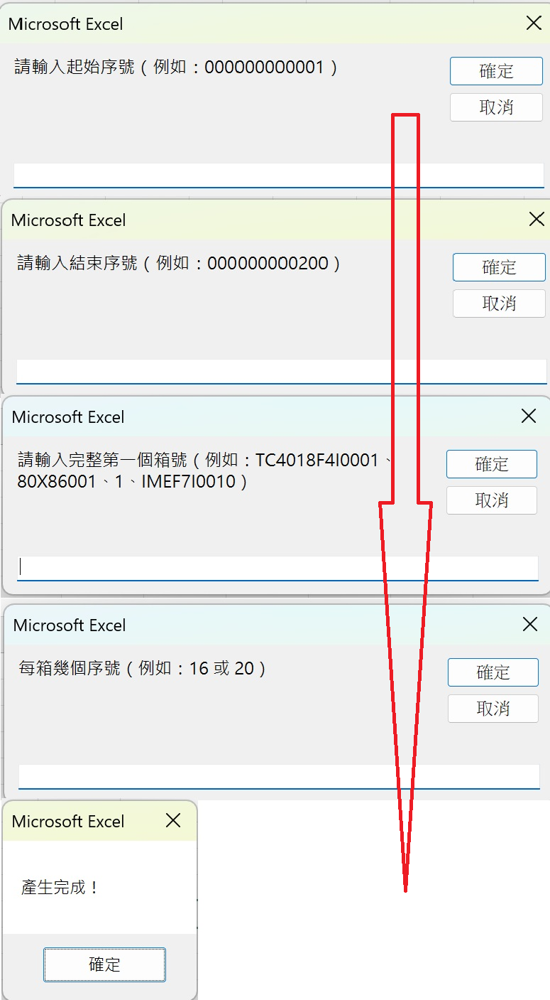 Microsoft Excel
請輸入起始序號（例如：000000000001）
確定
取消
Microsoft Excel
請輸入結束序號（例如：000000000200）
確定
取消
Microsoft Excel
請輸入完整第一個箱號（例如：TC4018F4I0001、
80X86001、1、IMEF7I0010）
確定
取消
Microsoft Excel
每箱幾個序號（例如：16 或 20）
確定
取消
Microsoft Excel
產生完成！
確定